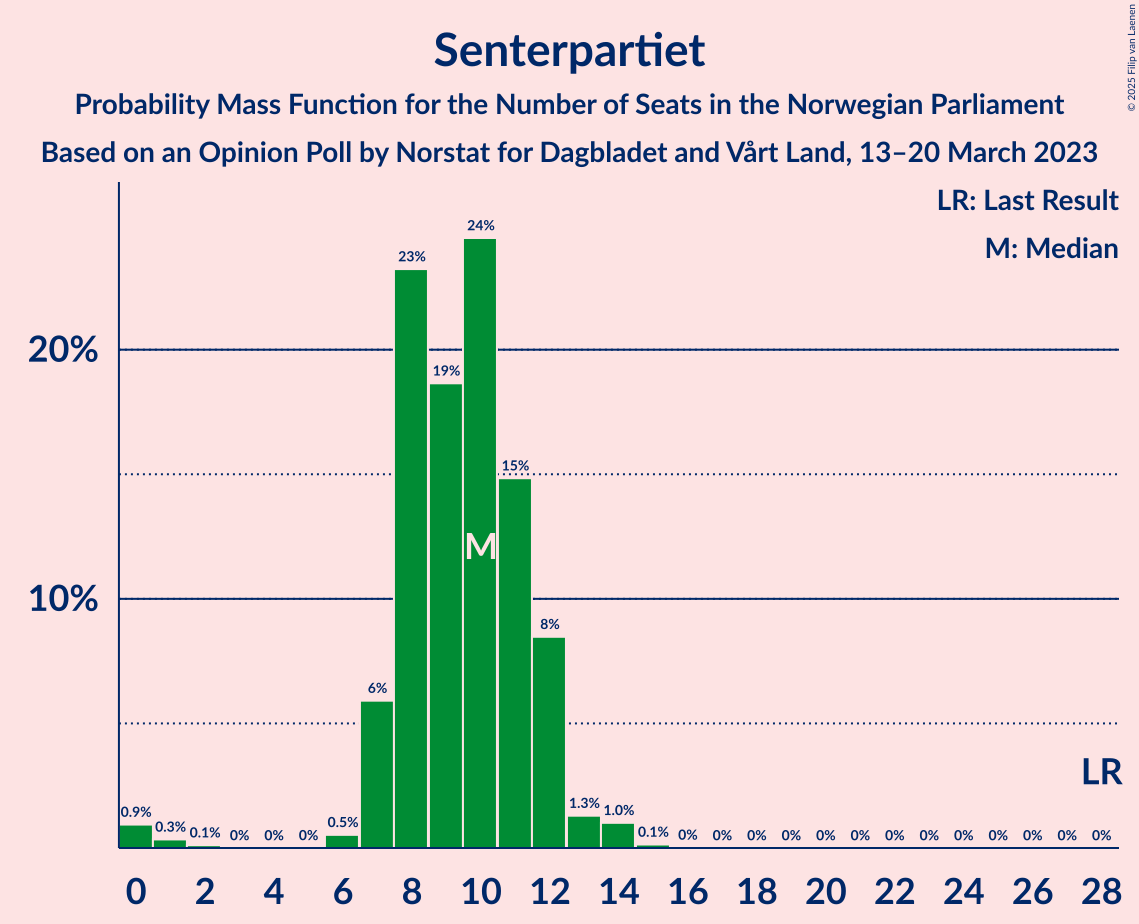 Senterpartiet
Probability Mass Function for the Number of Seats in the Norwegian Parliament
Based on an Opinion Poll by Norstat for Dagbladet and Vårt Land, 13–20 March 2023
© 2025 Filip van Laenen
LR: Last Result
M: Median
20%
10%
0.9% 0.3% 0.1% 0% 0% 0% 0.5% 6% 23% 19% 24% 15% 8% 1.3% 1.0% 0.1% 0% 0% 0% 0% 0% 0% 0% 0% 0% 0% 0% 0% 0%
M
LR
0 2 4 6 8 10 12 14 16 18 20 22 24 26 28